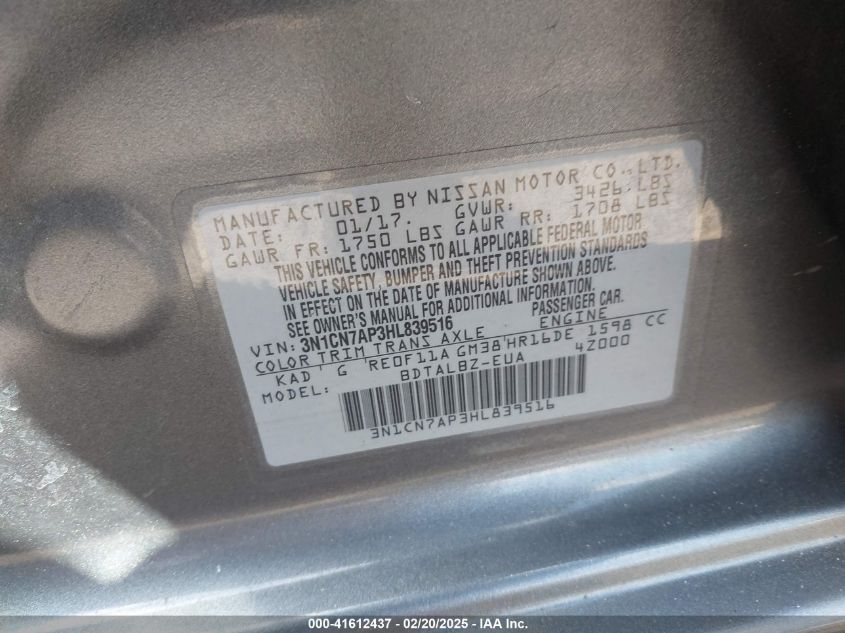 MANUFACTURED BY NISSAN MOTOR CO., LTD.
DATE: 01/17. GVWR: 3426 LBS
GAWR FR: 1750 LBS GAWR RR: 1708 LBS
THIS VEHICLE CONFORMS TO ALL APPLICABLE FEDERAL MOTOR
VEHICLE SAFETY, BUMPER AND THEFT PREVENTION STANDARDS
IN EFFECT ON THE DATE OF MANUFACTURE SHOWN ABOVE.
SEE OWNER'S MANUAL FOR ADDITIONAL INFORMATION.
VIN: 3N1CN7AP3HL839516 PASSENGER CAR.
COLOR TRIM TRANS AXLE ENGINE
KAD G RE0F11A GM38 HR16DE 1598 CC
MODEL: BDTALBZ-EUA 42000
3N1CN7AP3HL839516
000-41612437 - 02/20/2025 - IAAI.com